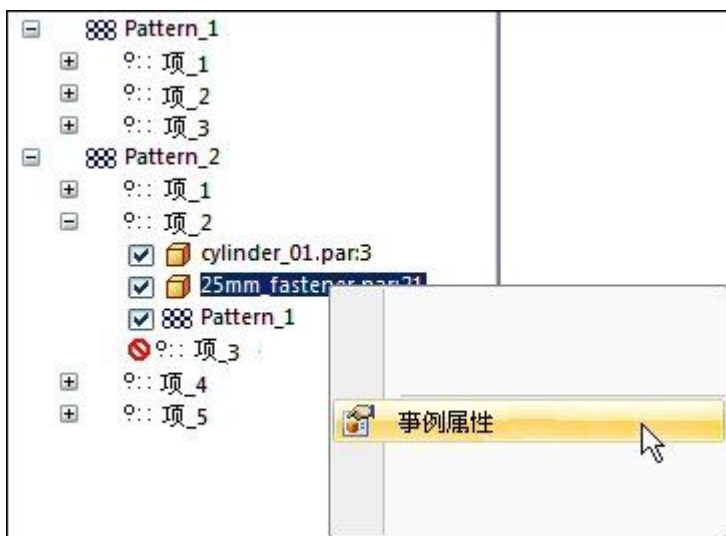 Pattern_1
项_1
项_2
项_3
Pattern_2
项_1
项_2
cylinder_01.par:3
25mm_fastener.par:21
Pattern_1
项_3
项_4
项_5
事例属性